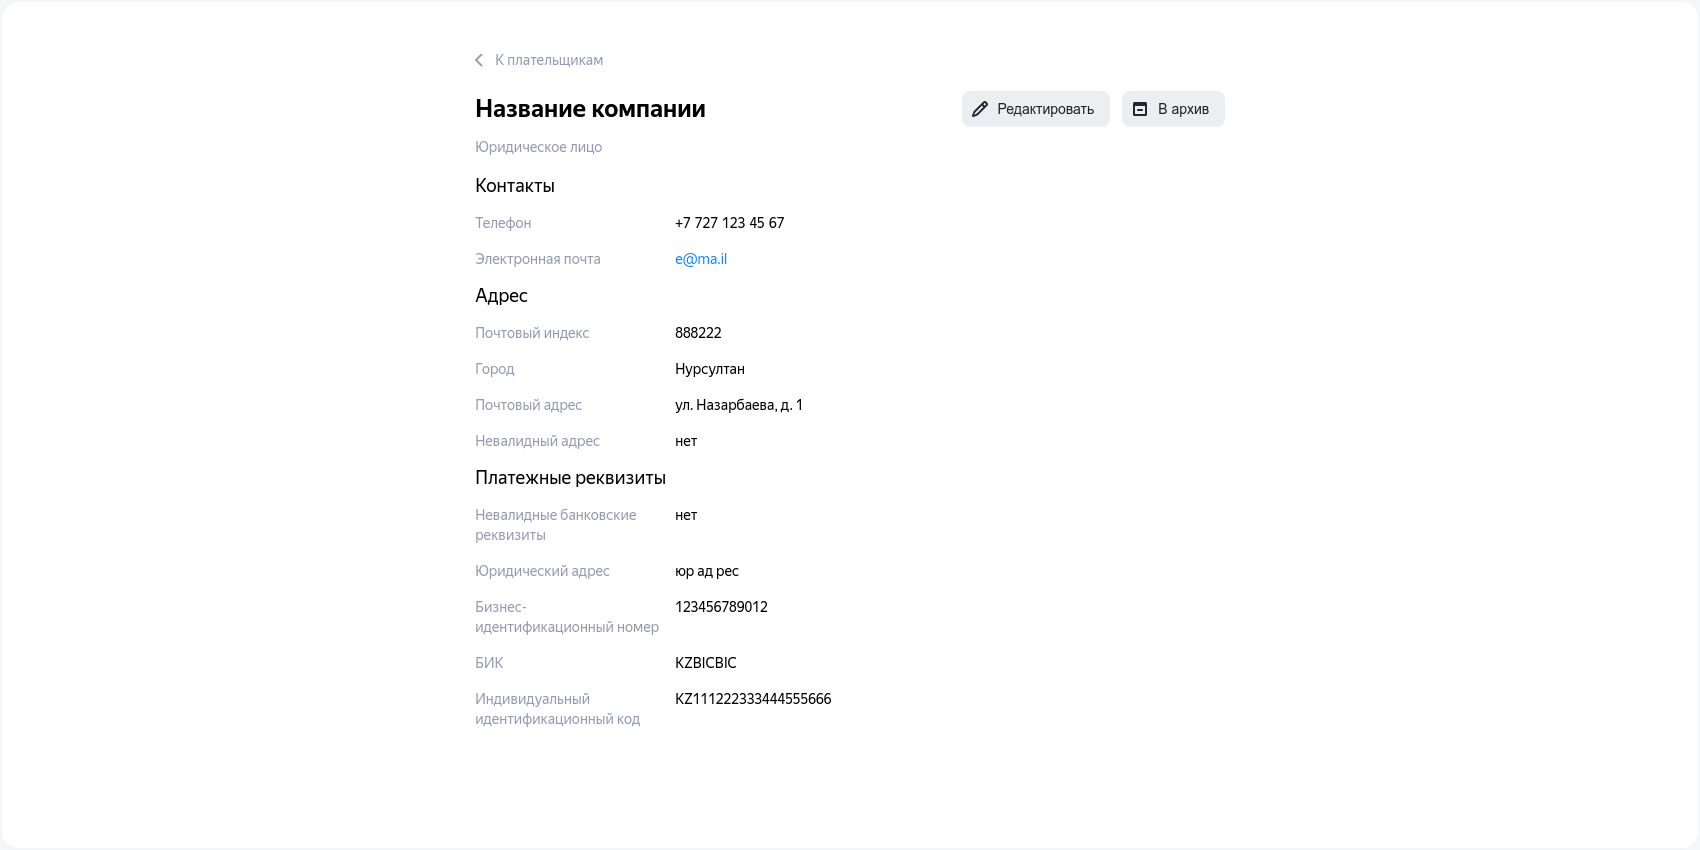 К плательщикам
Название компании
Редактировать
В архив
Юридическое лицо
Контакты
Телефон +7 727 123 45 67
Электронная почта e@ma.il
Адрес
Почтовый индекс 888222
Город Нурсултан
Почтовый адрес ул. Назарбаева, д. 1
Невалидный адрес нет
Платежные реквизиты
Невалидные банковские нет
реквизиты
Юридический адрес юр ад рес
Бизнес- 123456789012
идентификационный номер
БИК KZBICBIC
Индивидуальный KZ111222333444555666
идентификационный код